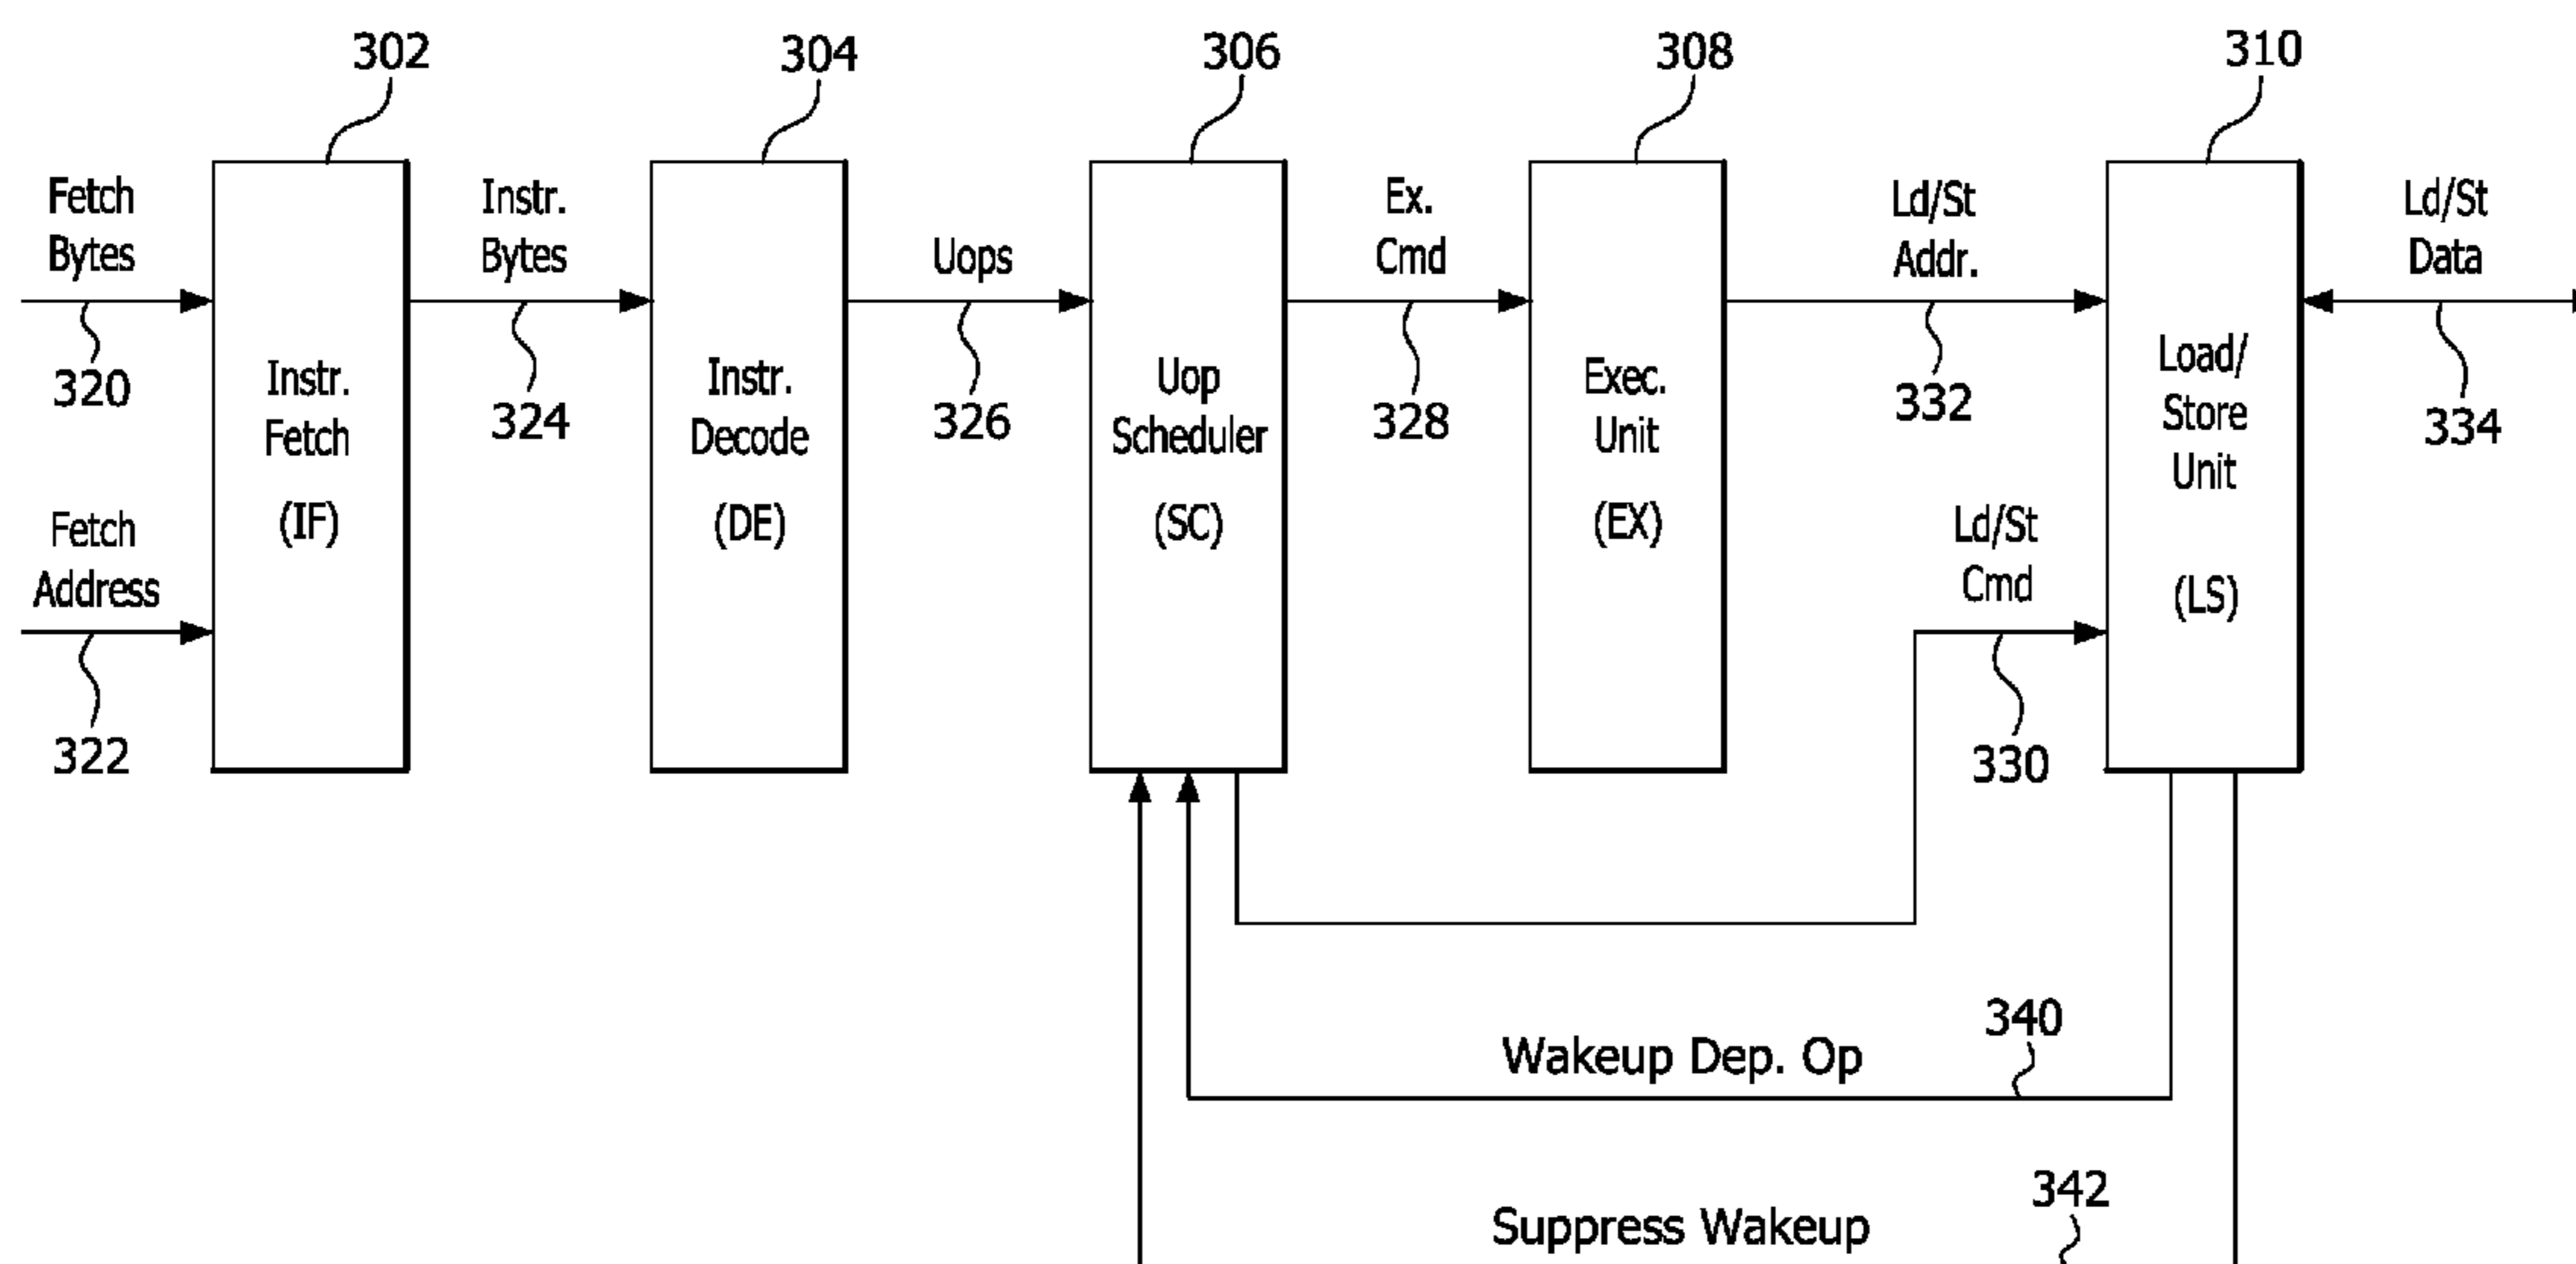 302
304
306
308
310
Fetch
Bytes
320
Fetch
Address
322
Instr.
Fetch
(IF)
Instr.
Bytes
324
Instr.
Decode
(DE)
Uops
326
Uop
Scheduler
(SC)
Ex.
Cmd
328
Exec.
Unit
(EX)
Ld/St
Addr.
332
Ld/St
Cmd
330
Load/
Store
Unit
(LS)
Ld/St
Data
334
340
Wakeup Dep. Op
342
Suppress Wakeup